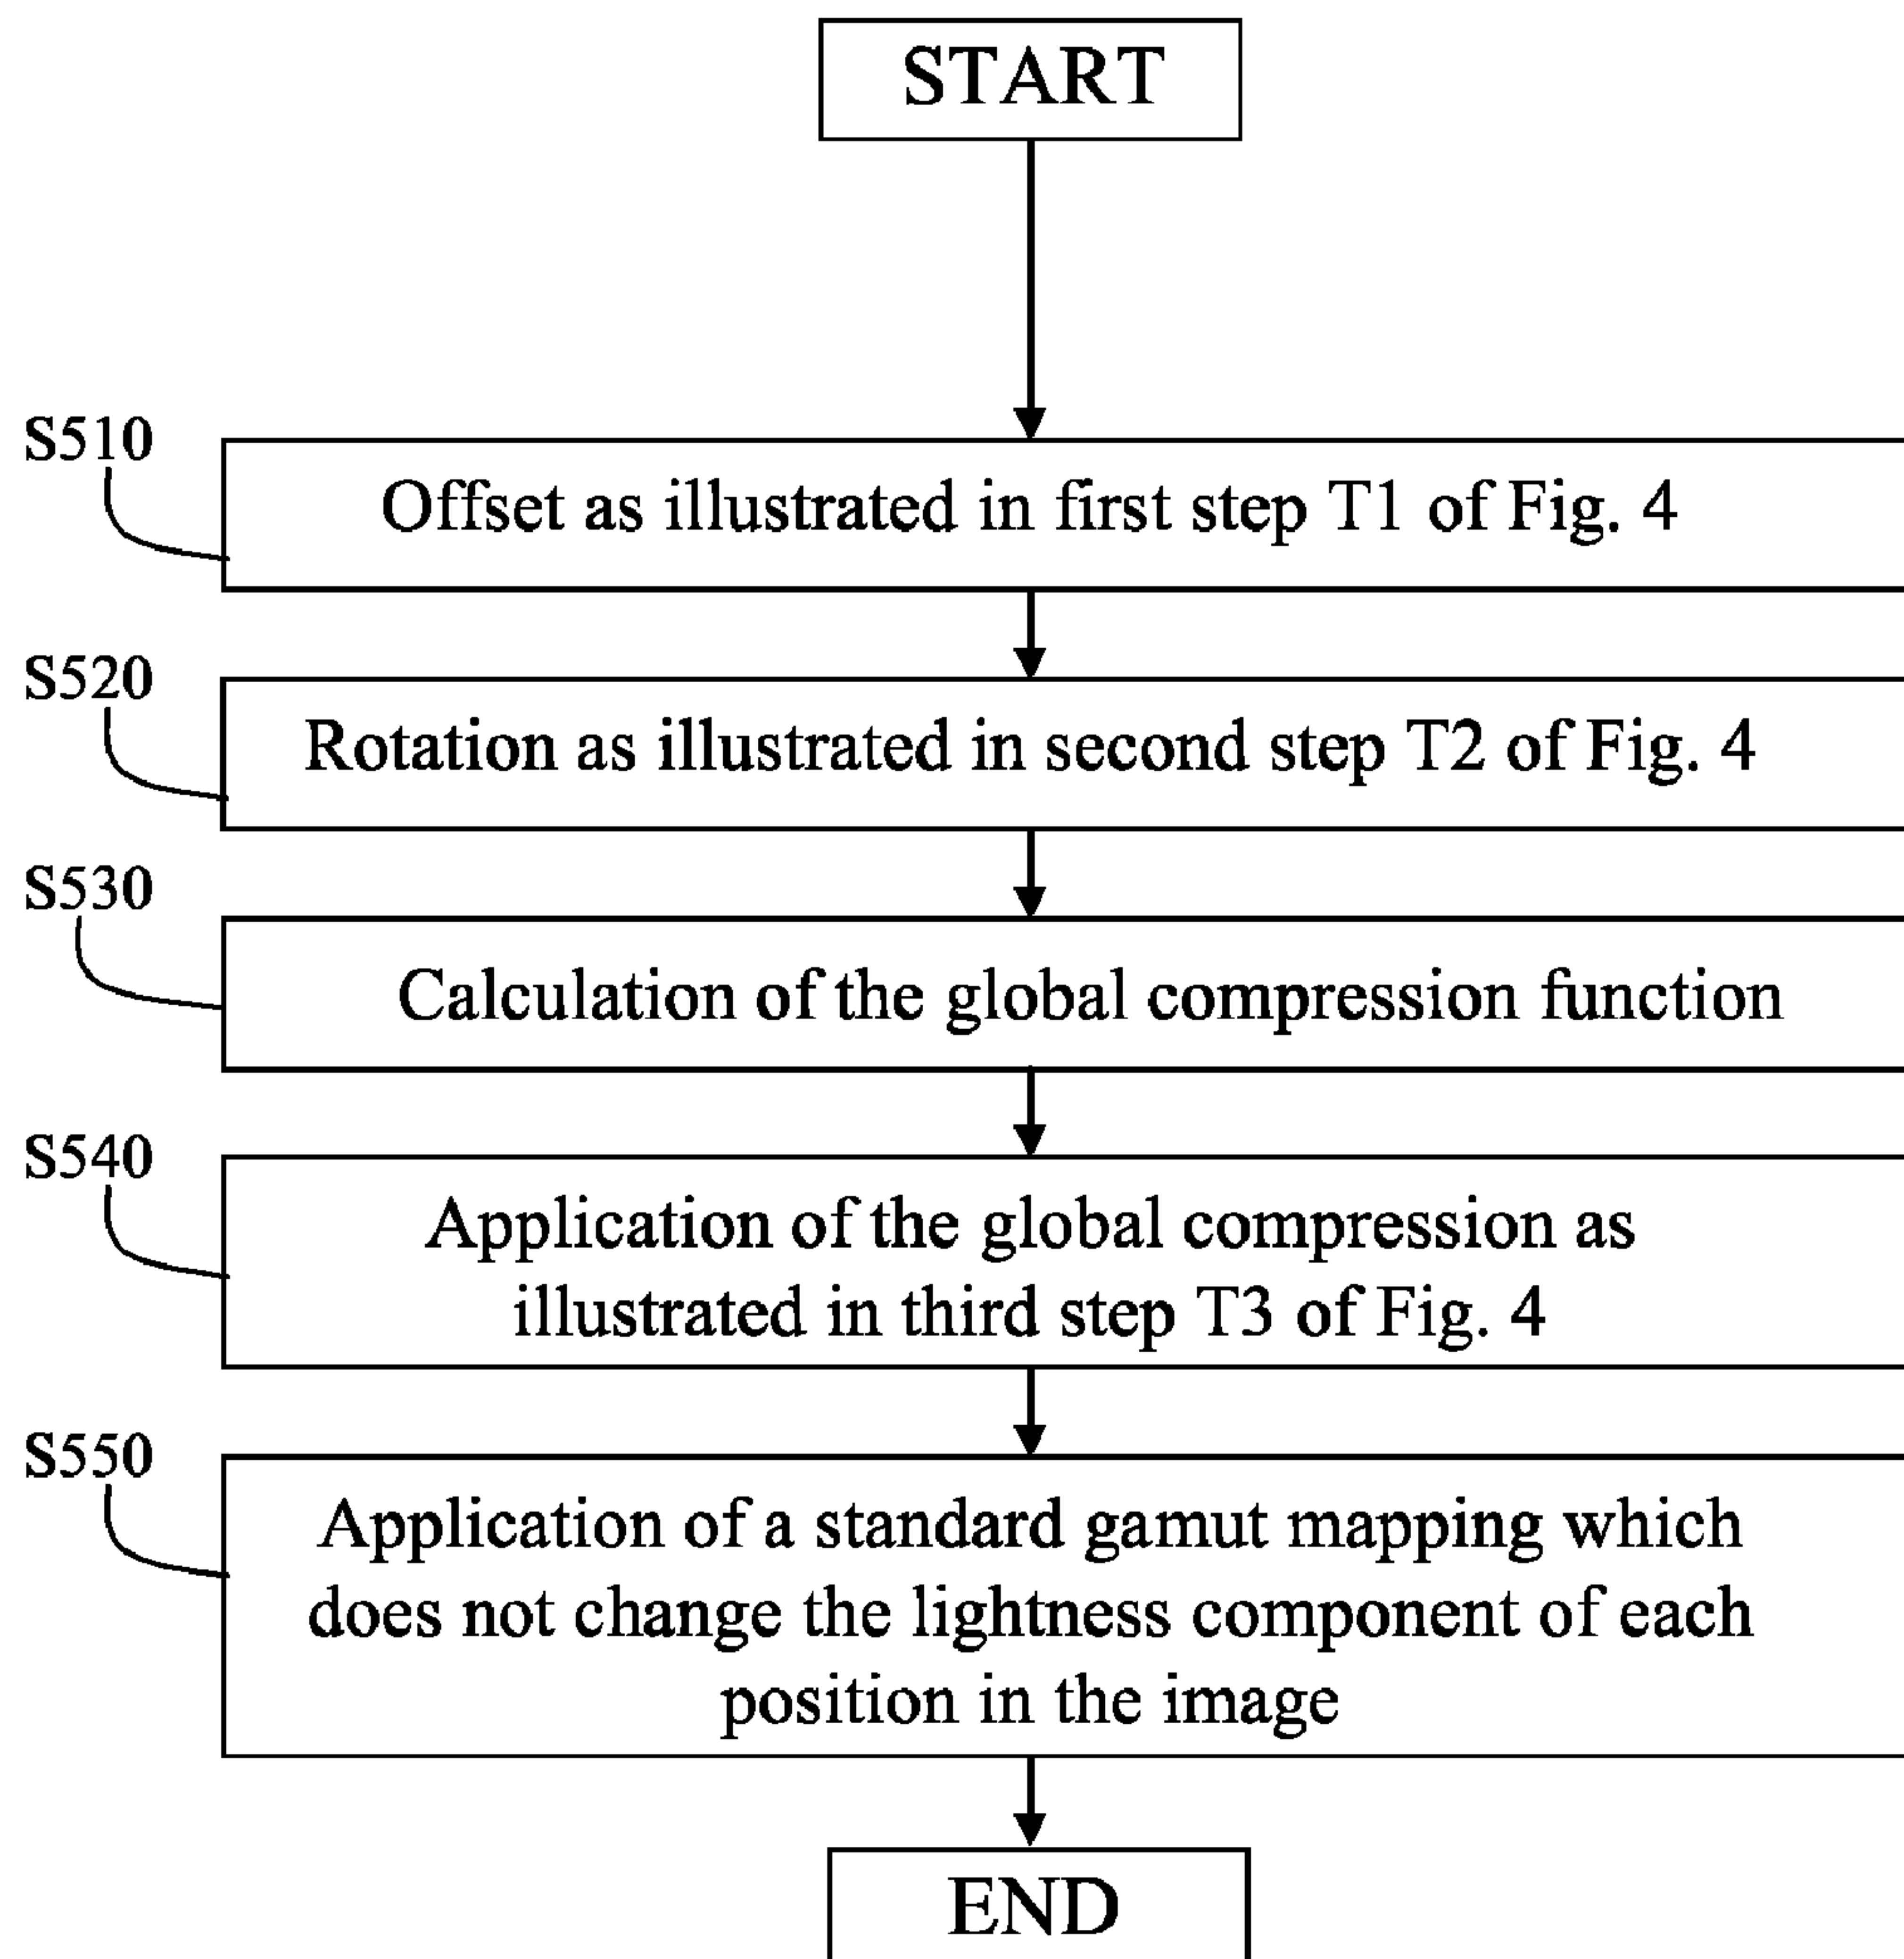 START
S510
Offset as illustrated in first step T1 of Fig. 4
S520
Rotation as illustrated in second step T2 of Fig. 4
S530
Calculation of the global compression function
S540
Application of the global compression as
illustrated in third step T3 of Fig. 4
S550
Application of a standard gamut mapping which
does not change the lightness component of each
position in the image
END